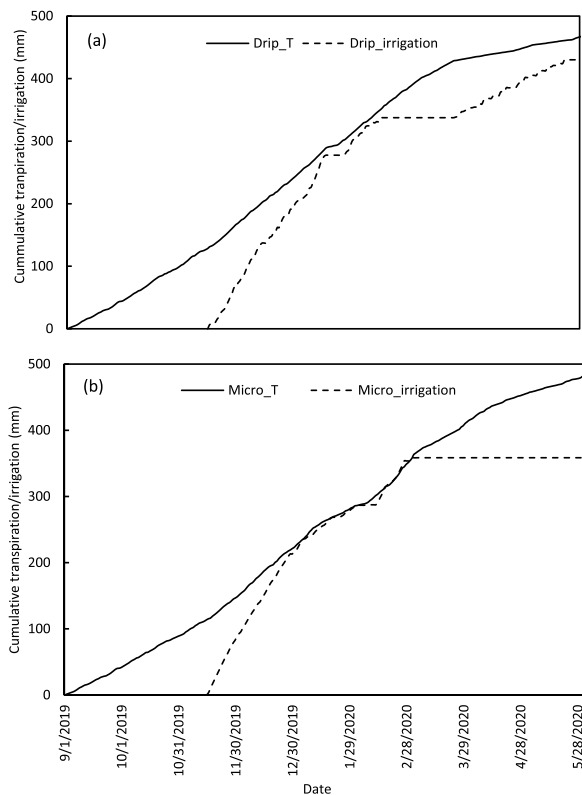 500
(a)
Drip_T
Drip_irrigation
400
300
200
100
0
Cummulative tranpiration/irrigation (mm)
500
(b)
Micro_T
Micro_irrigation
400
300
200
100
0
Cumulative transpiration/irrigation (mm)
9/1/2019
10/1/2019
10/31/2019
11/30/2019
12/30/2019
1/29/2020
2/28/2020
3/29/2020
4/28/2020
5/28/2020
Date